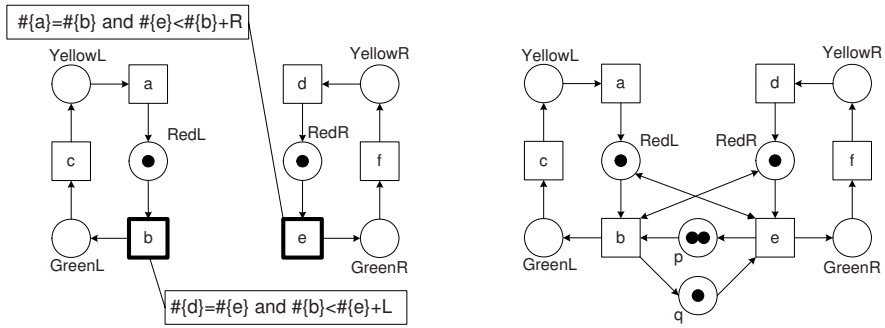 #{a}=#{b} and #{e}<#{b}+R
YellowL
YellowR
YellowL
YellowR
a
d
a
d
RedL
RedR
RedL
RedR
c
f
c
f
b
e
b
e
GreenL
GreenR
p
GreenL
GreenR
q
#{d}=#{e} and #{b}<#{e}+L